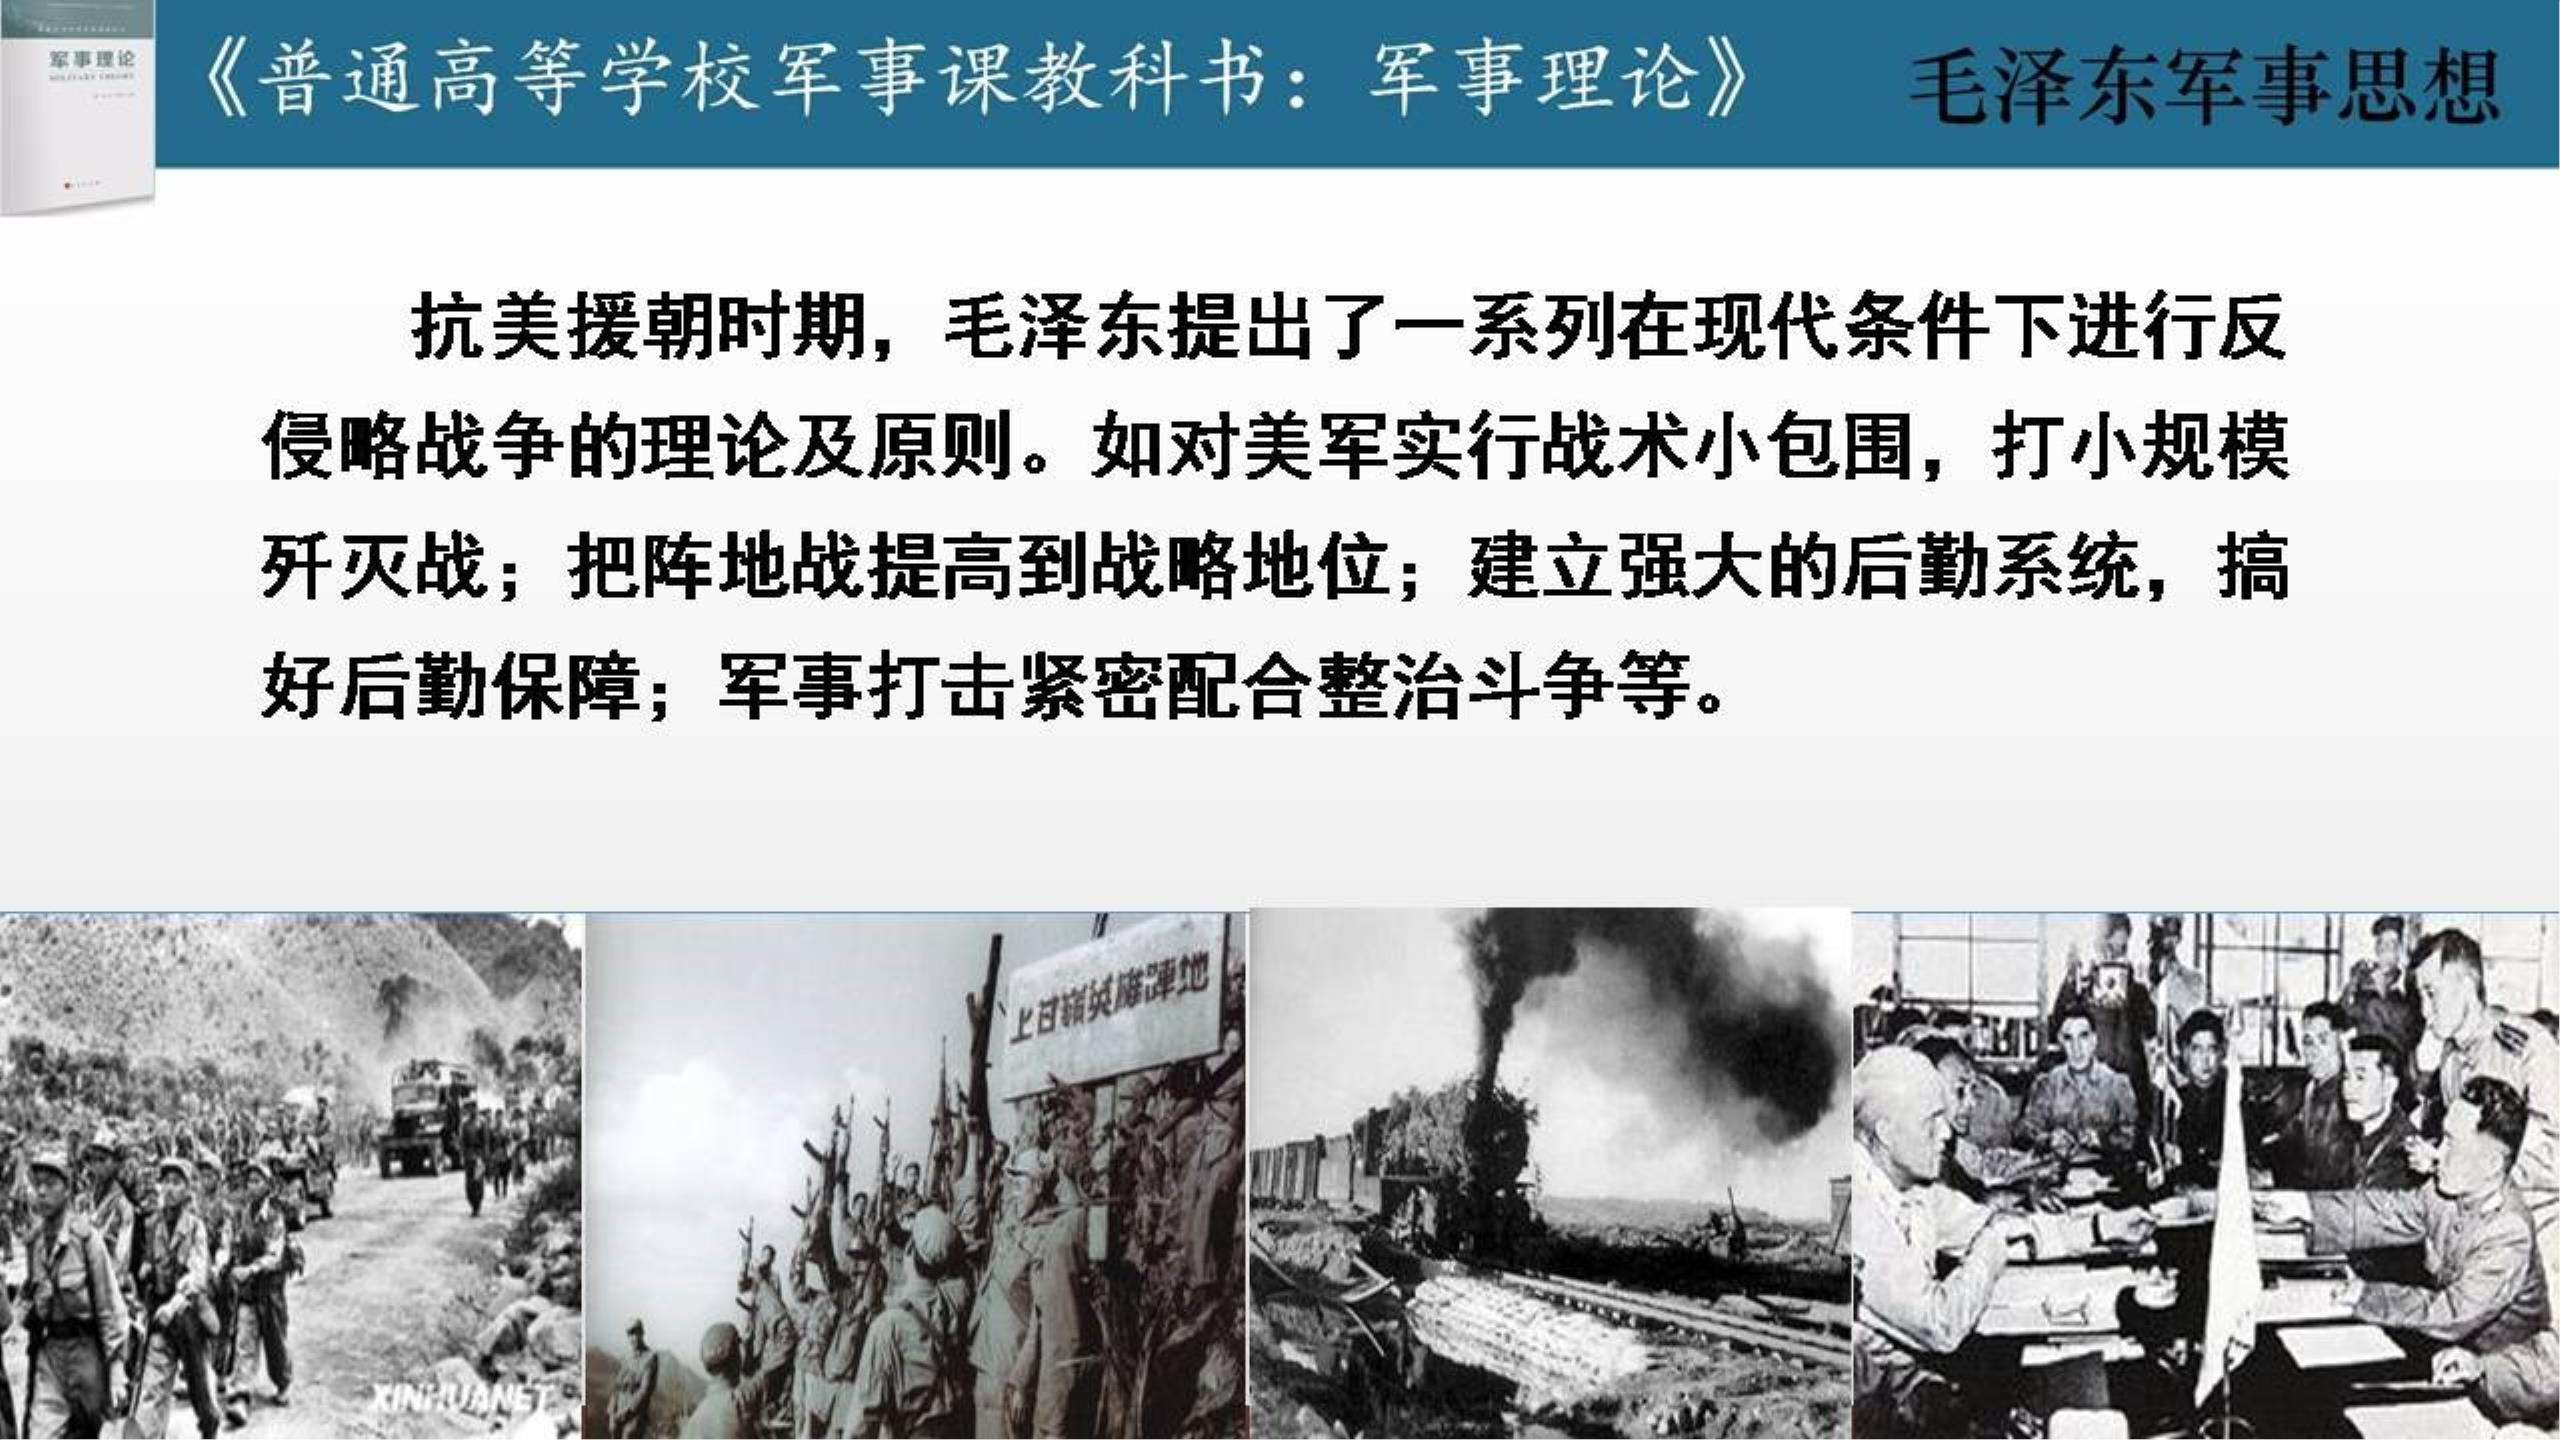 军事理论
MILITARY THEORY
《普通高等学校军事课教科书：军事理论》
毛泽东军事思想
抗美援朝时期，毛泽东提出了一系列在现代条件下进行反
侵略战争的理论及原则。如对美军实行战术小包围，打小规模
歼灭战；把阵地战提高到战略地位；建立强大的后勤系统，搞
好后勤保障；军事打击紧密配合整治斗争等。
上甘嶺英雄陣地
XINHUANET